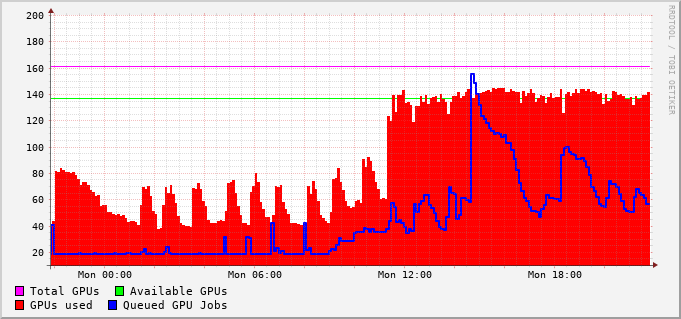 200
180
160
140
120
100
80
60
40
20
Mon 00:00 Mon 06:00 Mon 12:00 Mon 18:00
Total GPUs Available GPUs
GPUs used Queued GPU Jobs
RRDTOOL / TOBI OETIKER